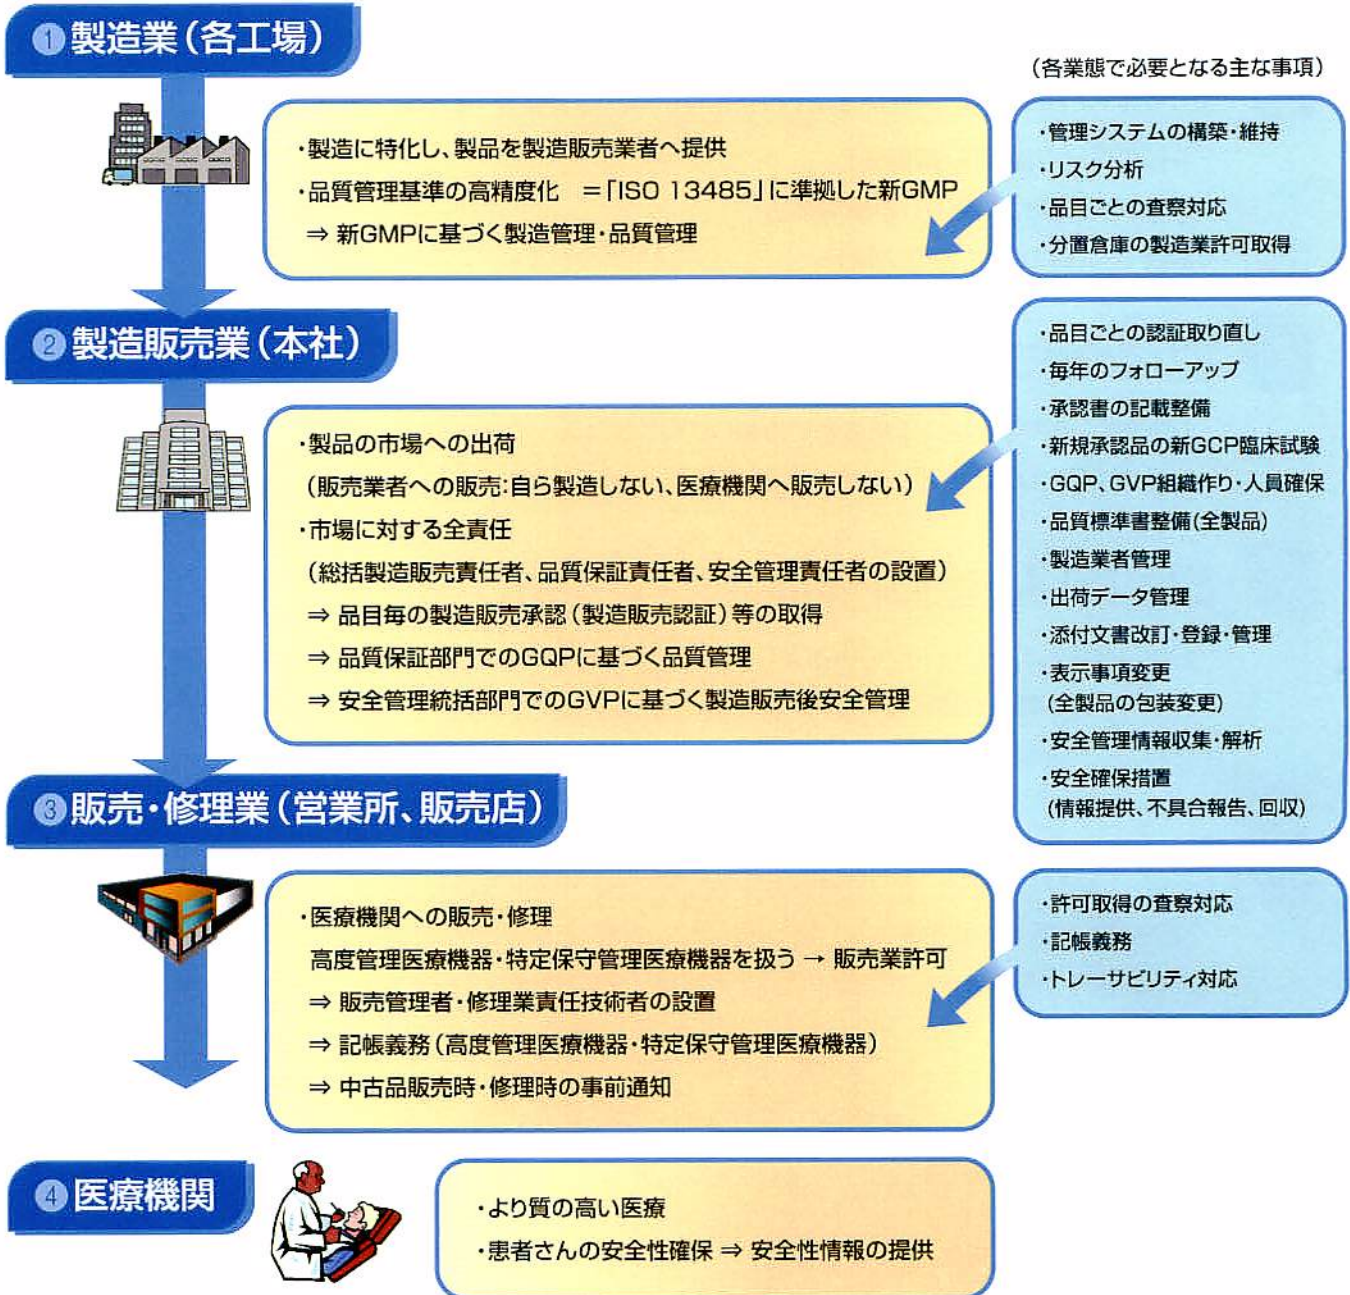 ①製造業(各工場)
(各業態で必要となる主な事項)
・製造に特化し、製品を製造販売業者へ提供
・品質管理基準の高精度化 =「ISO 13485」に準拠した新GMP
⇒ 新GMPに基づく製造管理・品質管理
・管理システムの構築・維持
・リスク分析
・品目ごとの査察対応
・分置倉庫の製造業許可取得
②製造販売業(本社)
・製品の市場への出荷
(販売業者への販売:自ら製造しない、医療機関へ販売しない)
・市場に対する全責任
(総括製造販売責任者、品質保証責任者、安全管理責任者の設置)
⇒ 品目毎の製造販売承認(製造販売認証)等の取得
⇒ 品質保証部門でのGQPに基づく品質管理
⇒ 安全管理統括部門でのGVPに基づく製造販売後安全管理
・品目ごとの認証取り直し
・毎年のフォローアップ
・承認書の記載整備
・新規承認品の新GCP臨床試験
・GQP、GVP組織作り・人員確保
・品質標準書整備(全製品)
・製造業者管理
・出荷データ管理
・添付文書改訂・登録・管理
・表示事項変更
(全製品の包装変更)
・安全管理情報収集・解析
・安全確保措置
(情報提供、不具合報告、回収)
③販売・修理業(営業所、販売店)
・医療機関への販売・修理
高度管理医療機器・特定保守管理医療機器を扱う → 販売業許可
⇒ 販売管理者・修理業責任技術者の設置
⇒ 記帳義務(高度管理医療機器・特定保守管理医療機器)
⇒ 中古品販売時・修理時の事前通知
・許可取得の査察対応
・記帳義務
・トレーサビリティ対応
④医療機関
・より質の高い医療
・患者さんの安全性確保 ⇒ 安全性情報の提供